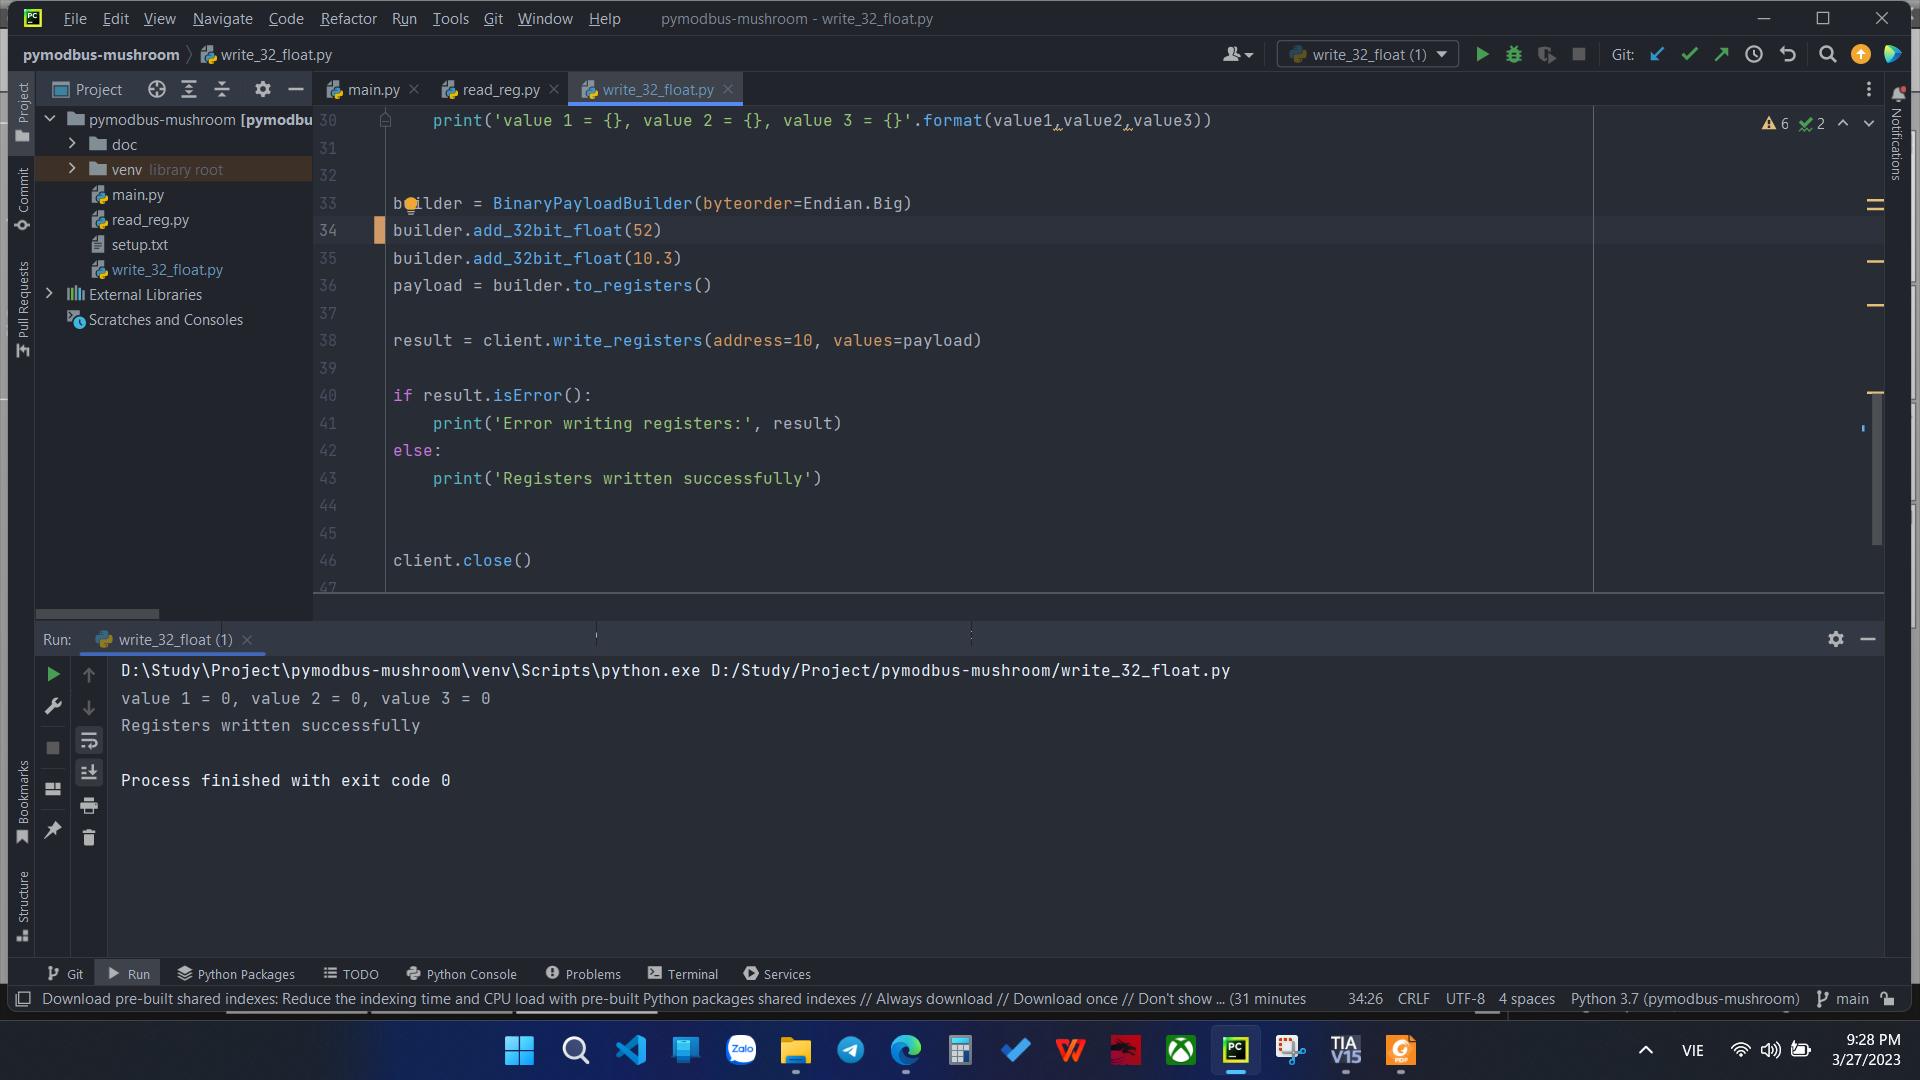 File Edit View Navigate Code Refactor Run Tools Git Window Help pymodbus-mushroom - write_32_float.py
pymodbus-mushroom write_32_float.py write_32_float (1) Git:
Project main.py read_reg.py write_32_float.py
pymodbus-mushroom [pymodbu
doc
venv library root
main.py
read_reg.py
setup.txt
write_32_float.py
External Libraries
Scratches and Consoles
Project
Commit
Pull Requests
Bookmarks
Structure
Notifications
6 2
30 print('value 1 = {}, value 2 = {}, value 3 = {}'.format(value1,value2,value3))
31
32
33 builder = BinaryPayloadBuilder(byteorder=Endian.Big)
34 builder.add_32bit_float(52)
35 builder.add_32bit_float(10.3)
36 payload = builder.to_registers()
37
38 result = client.write_registers(address=10, values=payload)
39
40 if result.isError():
41 print('Error writing registers:', result)
42 else:
43 print('Registers written successfully')
44
45
46 client.close()
47
Run: write_32_float (1)
D:\Study\Project\pymodbus-mushroom\venv\Scripts\python.exe D:/Study/Project/pymodbus-mushroom/write_32_float.py
value 1 = 0, value 2 = 0, value 3 = 0
Registers written successfully
Process finished with exit code 0
Git Run Python Packages TODO Python Console Problems Terminal Services
Download pre-built shared indexes: Reduce the indexing time and CPU load with pre-built Python packages shared indexes // Always download // Download once // Don't show ... (31 minutes 34:26 CRLF UTF-8 4 spaces Python 3.7 (pymodbus-mushroom) main
Zalo PC TIA V15 PDF VIE 9:28 PM
3/27/2023